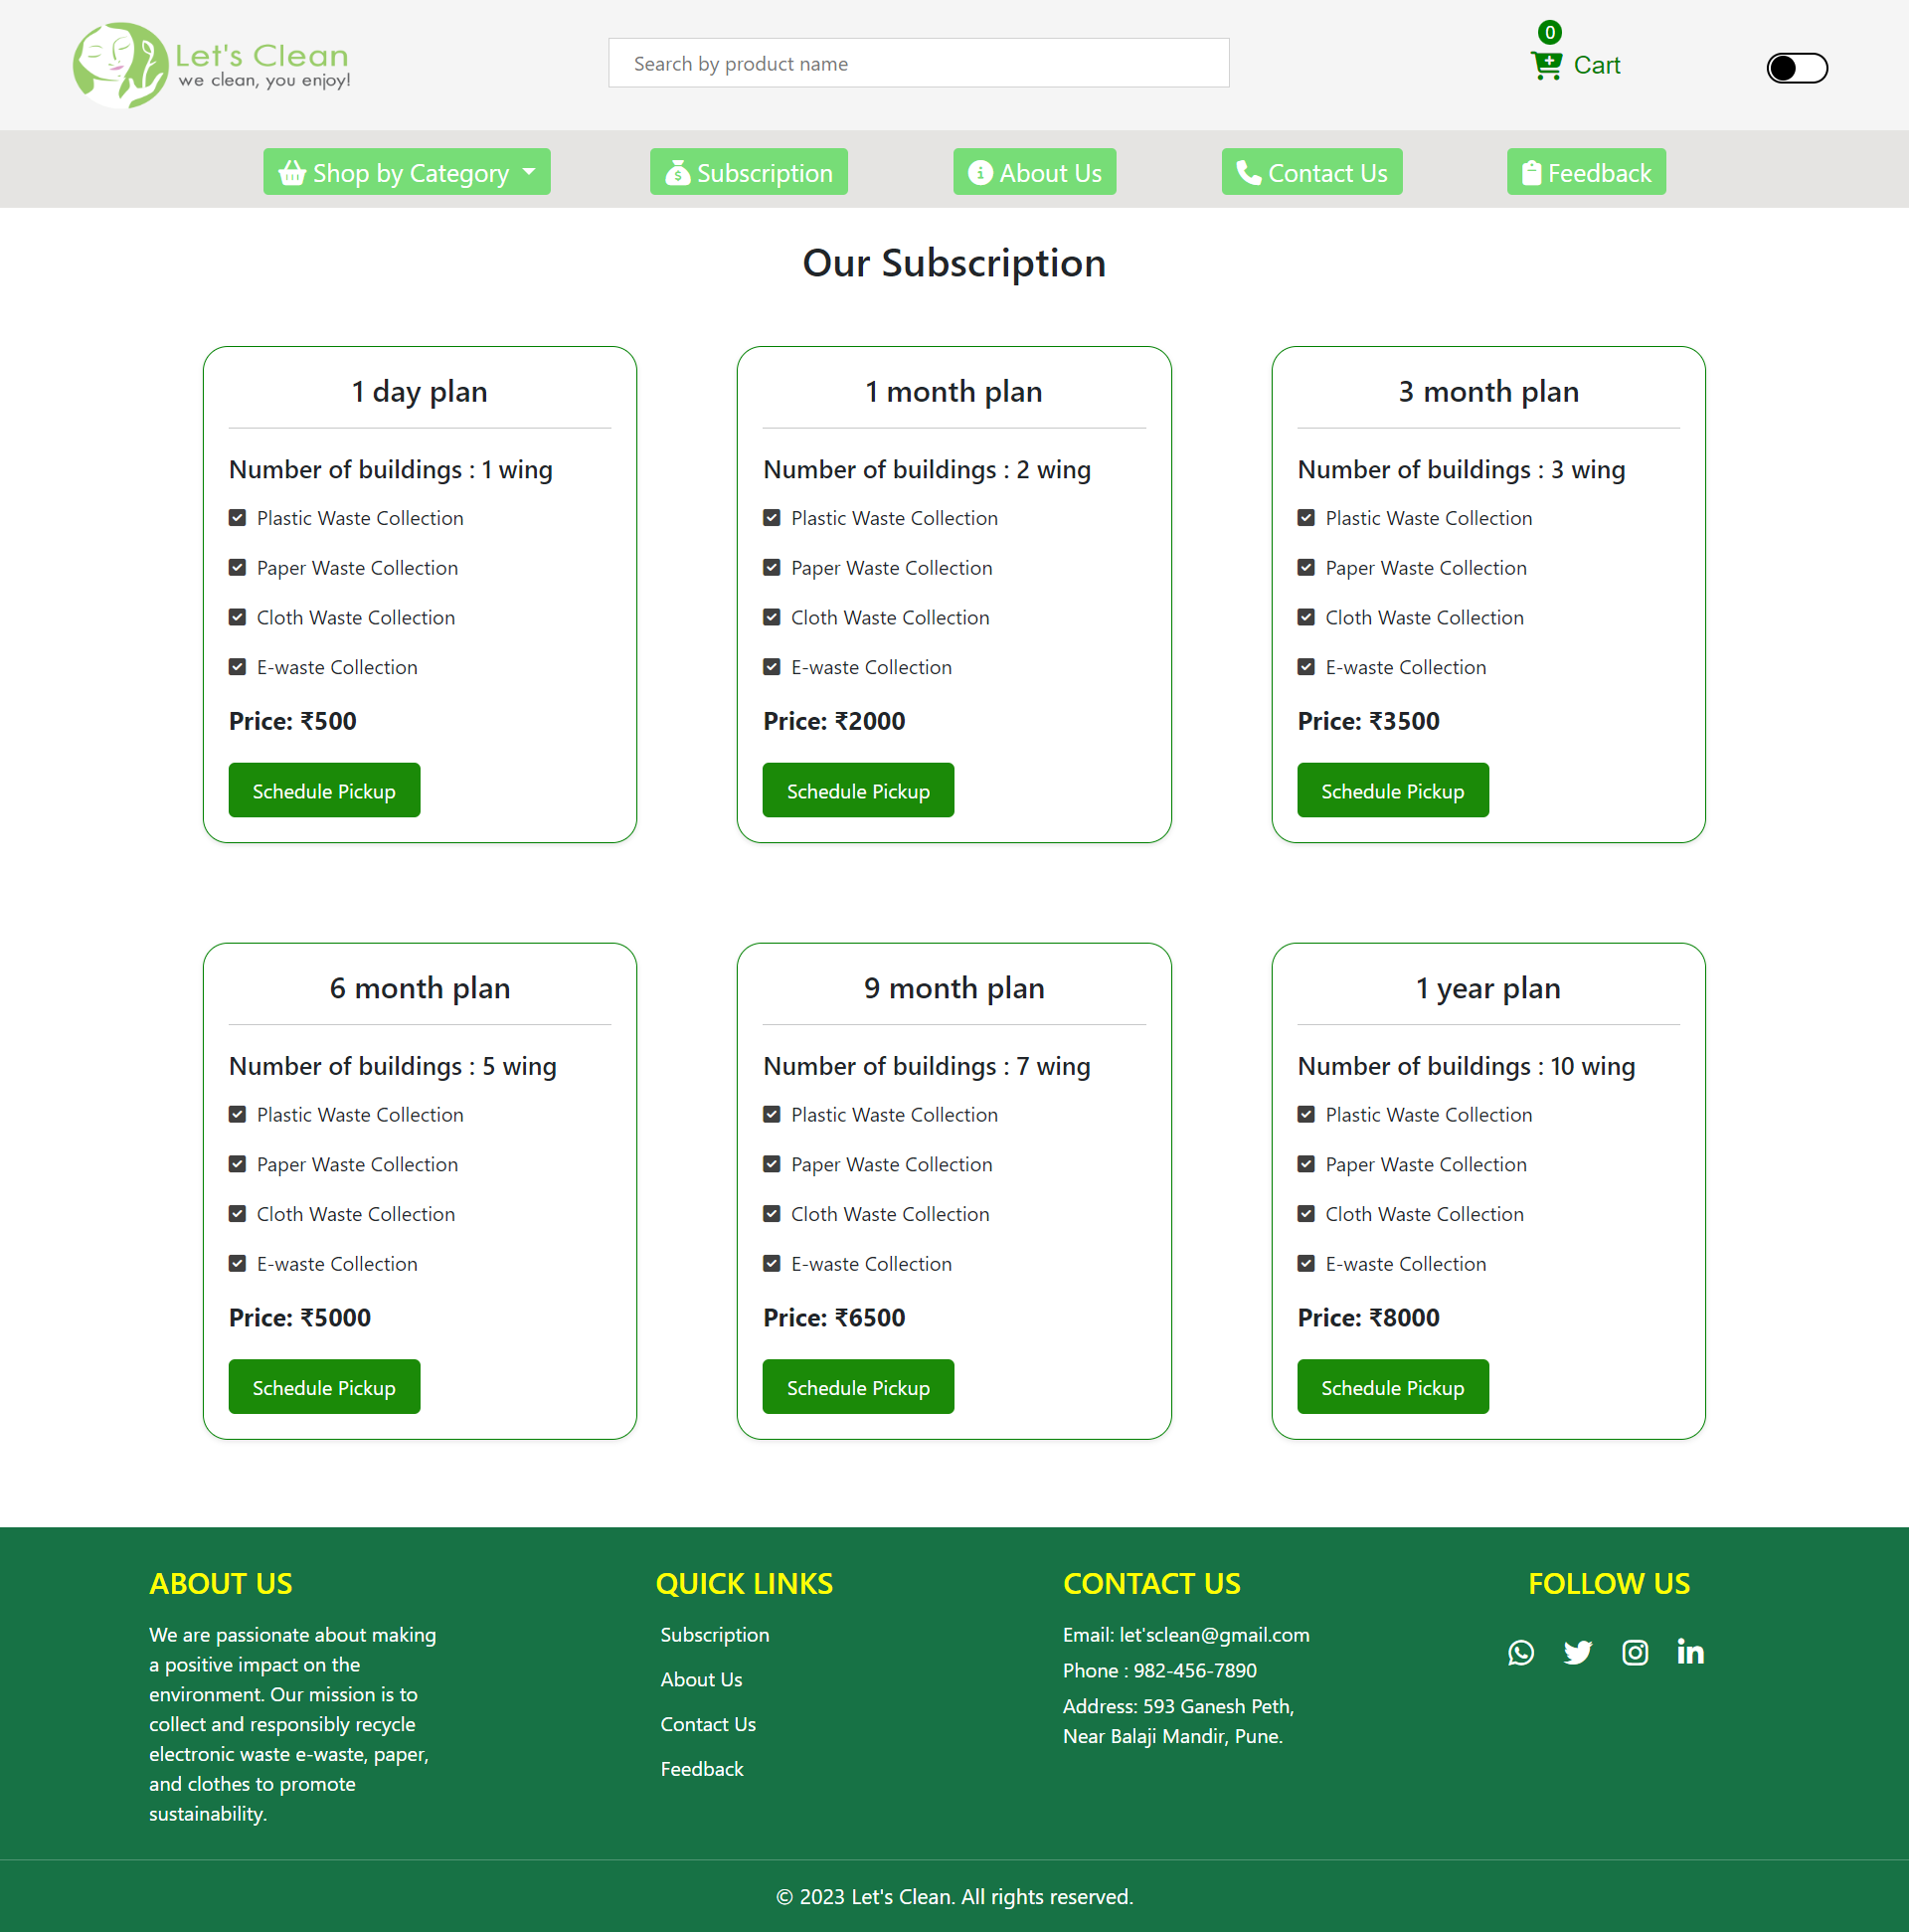 Let's Clean
we clean, you enjoy!
Search by product name
0
Cart
Shop by Category
Subscription
About Us
Contact Us
Feedback
Our Subscription
1 day plan
Number of buildings : 1 wing
Plastic Waste Collection
Paper Waste Collection
Cloth Waste Collection
E-waste Collection
Price: ₹500
Schedule Pickup
1 month plan
Number of buildings : 2 wing
Plastic Waste Collection
Paper Waste Collection
Cloth Waste Collection
E-waste Collection
Price: ₹2000
Schedule Pickup
3 month plan
Number of buildings : 3 wing
Plastic Waste Collection
Paper Waste Collection
Cloth Waste Collection
E-waste Collection
Price: ₹3500
Schedule Pickup
6 month plan
Number of buildings : 5 wing
Plastic Waste Collection
Paper Waste Collection
Cloth Waste Collection
E-waste Collection
Price: ₹5000
Schedule Pickup
9 month plan
Number of buildings : 7 wing
Plastic Waste Collection
Paper Waste Collection
Cloth Waste Collection
E-waste Collection
Price: ₹6500
Schedule Pickup
1 year plan
Number of buildings : 10 wing
Plastic Waste Collection
Paper Waste Collection
Cloth Waste Collection
E-waste Collection
Price: ₹8000
Schedule Pickup
ABOUT US
We are passionate about making
a positive impact on the
environment. Our mission is to
collect and responsibly recycle
electronic waste e-waste, paper,
and clothes to promote
sustainability.
QUICK LINKS
Subscription
About Us
Contact Us
Feedback
CONTACT US
Email: let'sclean@gmail.com
Phone : 982-456-7890
Address: 593 Ganesh Peth,
Near Balaji Mandir, Pune.
FOLLOW US
© 2023 Let's Clean. All rights reserved.